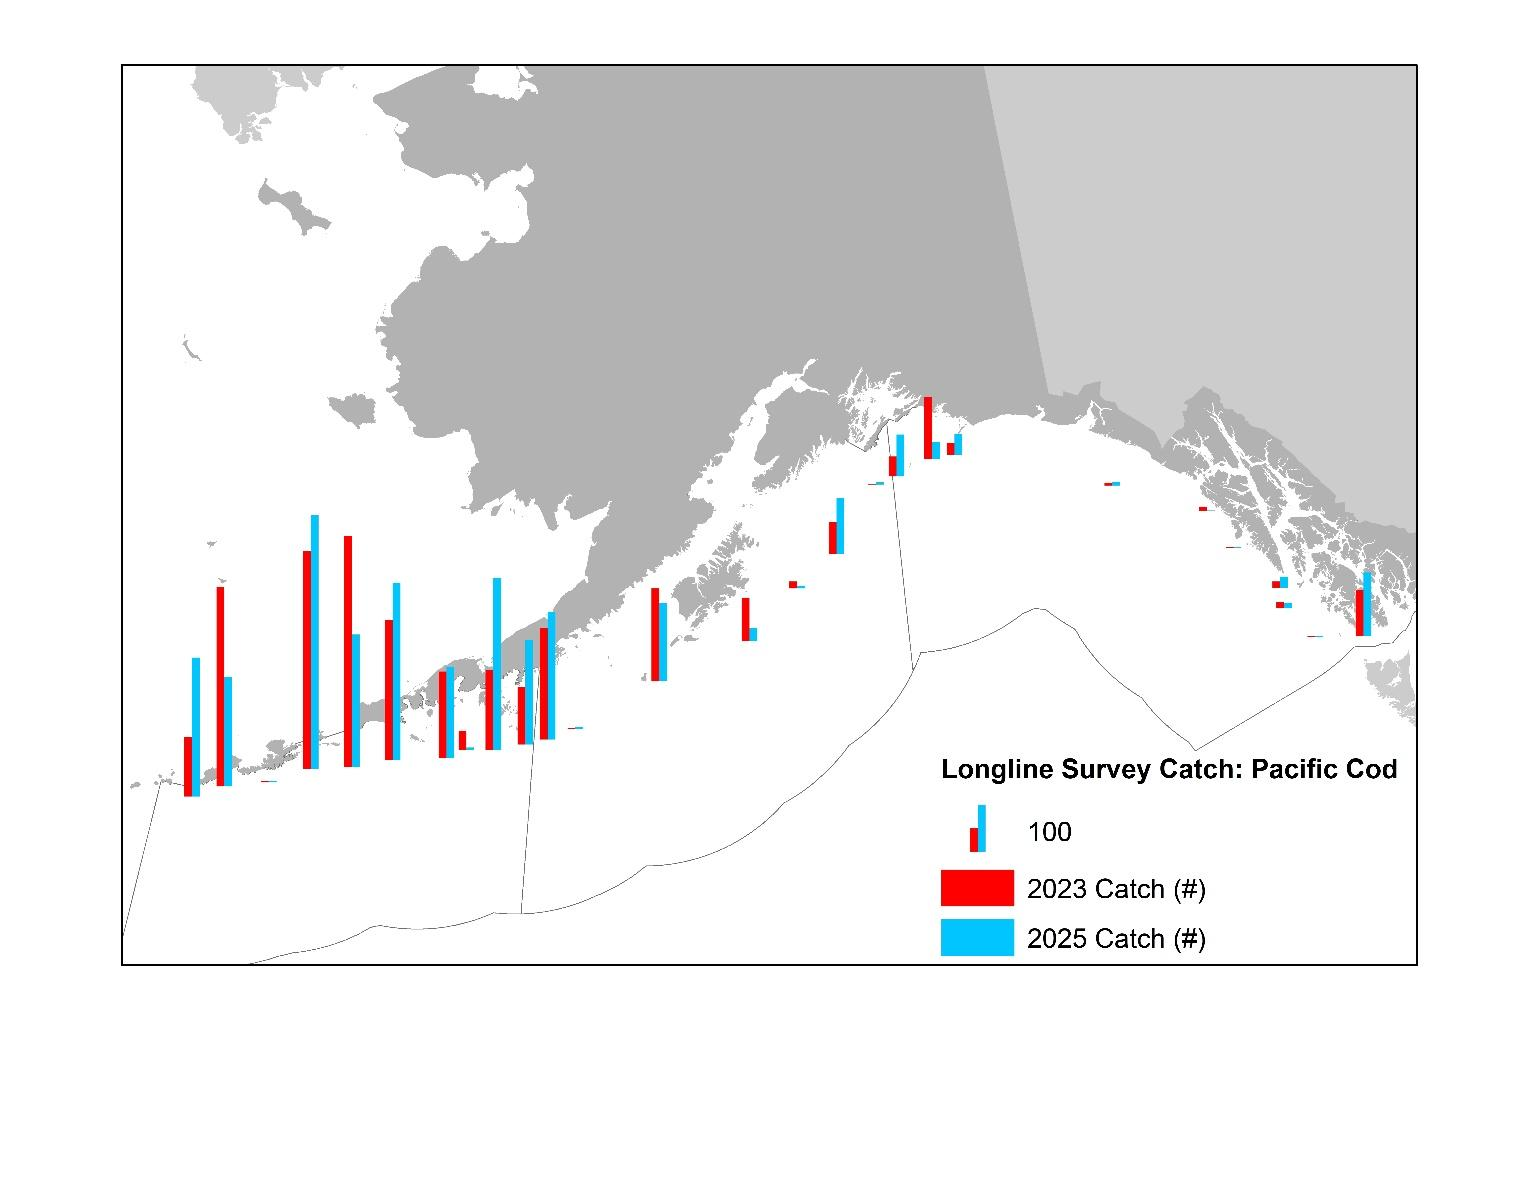 Longline Survey Catch: Pacific Cod
100
2023 Catch (#)
2025 Catch (#)